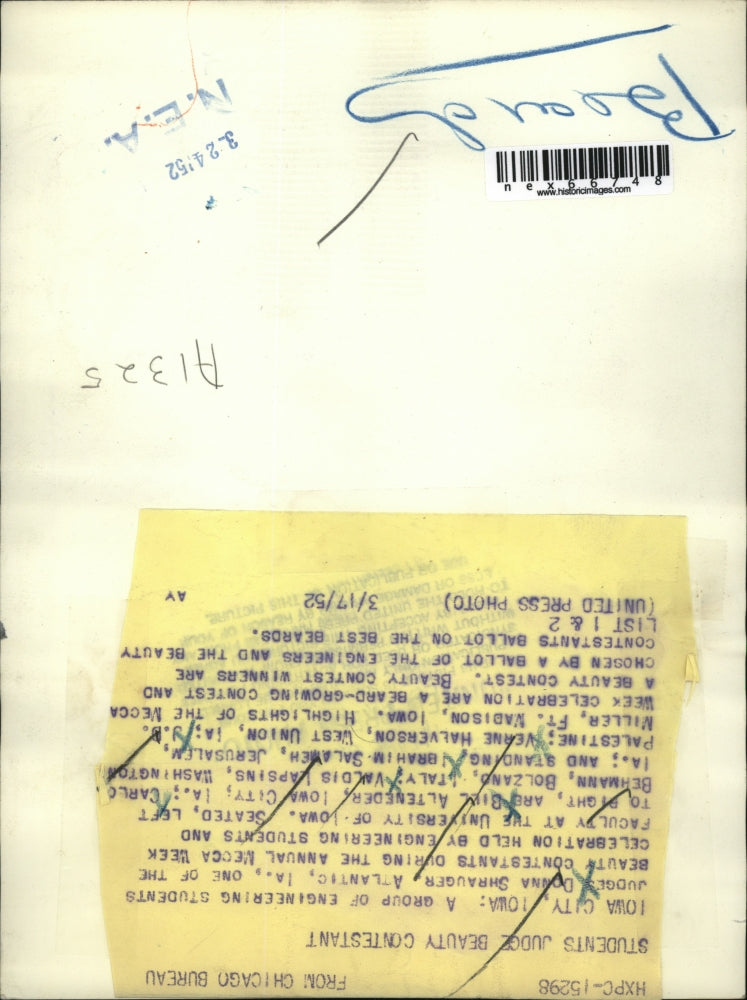 HXPC-15298 FROM CHICAGO BUREAU
STUDENTS JUDGE BEAUTY CONTESTANT
IOWA CITY, IOWA: A GROUP OF ENGINEERING STUDENTS
JUDGES DONNA SHRAUGER, ATLANTIC, IA., ONE OF THE
BEAUTY CONTESTANTS DURING THE ANNUAL MECCA WEEK
CELEBRATION HELD BY ENGINEERING STUDENTS AND
FACULTY AT THE UNIVERSITY OF IOWA. SEATED, LEFT
TO RIGHT, ARE BILL ALTENEDER, IOWA CITY, IA.; CARLO
BEHMANN, BOLZANO, ITALY; VALDIS LAPSINS, WASHINGTON
IA.; AND STANDING, IBRAHIM SALAMEH, JERUSALEM,
PALESTINE; VERNE HALVERSON, WEST UNION, IA; J.D.
MILLER, FT. MADISON, IOWA. HIGHLIGHTS OF THE MECCA
WEEK CELEBRATION ARE A BEARD-GROWING CONTEST AND
A BEAUTY CONTEST. BEAUTY CONTEST WINNERS ARE
CHOSEN BY A BALLOT OF THE ENGINEERS AND THE BEAUTY
CONTESTANTS BALLOT ON THE BEST BEARDS.
LIST 1 & 2
(UNITED PRESS PHOTO) 3/17/52 AY
A1325
nex66748
www.historicimages.com
Beards
3·24'52
N.E.A.